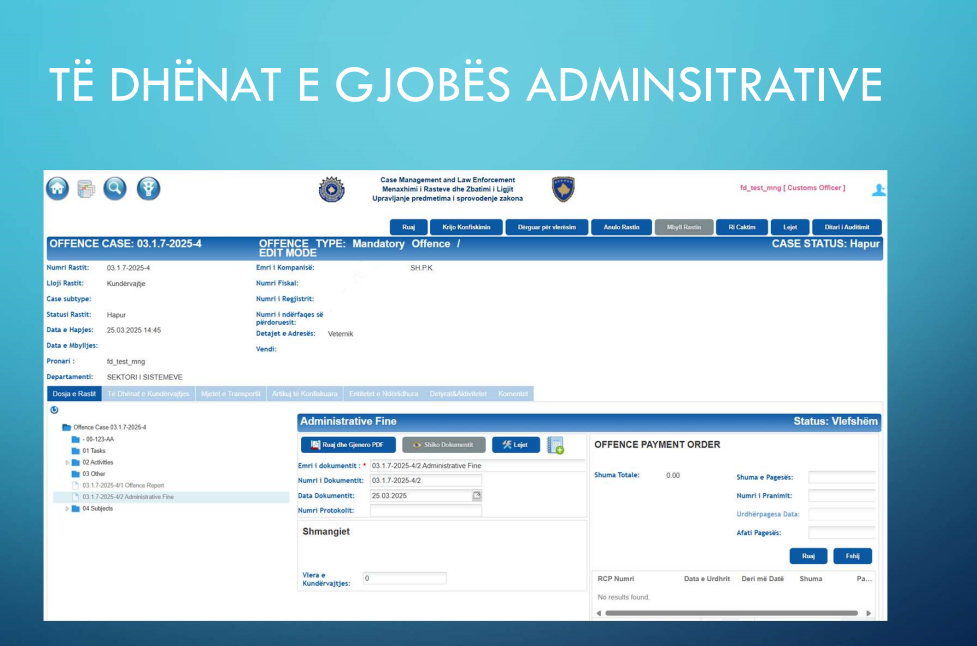 TË DHËNAT E GJOBËS ADMINSITRATIVE
Case Management and Law Enforcement
Menaxhimi i Rasteve dhe Zbatimi i Ligjit
Upravljanje predmetima i sprovodenje zakona
fd_test_mng [ Customs Officer ]
Ruaj Krijo Konfiskimin Dërguar për vlerësim Anulo Rastin Mbyll Rastin Ri Caktim Lejet Ditari i Auditimit
OFFENCE CASE: 03.1.7-2025-4 OFFENCE TYPE: Mandatory Offence / EDIT MODE CASE STATUS: Hapur
Numri Rastit: 03.1.7-2025-4 Emri i Kompanisë: SH.P.K.
Lloji Rastit: Kundërvajtje Numri Fiskal:
Case subtype: Numri i Regjistrit:
Statusi Rastit: Hapur Numri i ndërfaqes së përdoruesit:
Data e Hapjes: 25.03.2025 14:45 Detajet e Adresës: Veternik
Data e Mbylljes: Vendi:
Pronari : fd_test_mng
Departamenti: SEKTORI I SISTEMEVE
Dosja e Rastit Të Dhënat e Kundërvajtjes Mjetet e Transportit Artikuj të Konfiskuara Entitetet e Ndërlidhura Detyrat&Aktivitetet Komentet
Offence Case 03.1.7-2025-4
- 00-123-AA
01 Tasks
02 Activities
03 Other
03.1.7-2025-4/1 Offence Report
03.1.7-2025-4/2 Administrative Fine
04 Subjects
Administrative Fine Status: Vlefshëm
Ruaj dhe Gjenero PDF Shiko Dokumentit Lejet
Emri i dokumentit : * 03.1.7-2025-4/2 Administrative Fine
Numri i Dokumentit: 03.1.7-2025-4/2
Data Dokumentit: 25.03.2025
Numri Protokolit:
Shmangiet
Vlera e Kundërvajtjes: 0
OFFENCE PAYMENT ORDER
Shuma Totale: 0.00 Shuma e Pagesës:
Numri i Pranimit:
Urdhërpagesa Data:
Afati Pagesës:
Ruaj Fshij
RCP Numri Data e Urdhrit Deri më Datë Shuma Pa...
No results found.